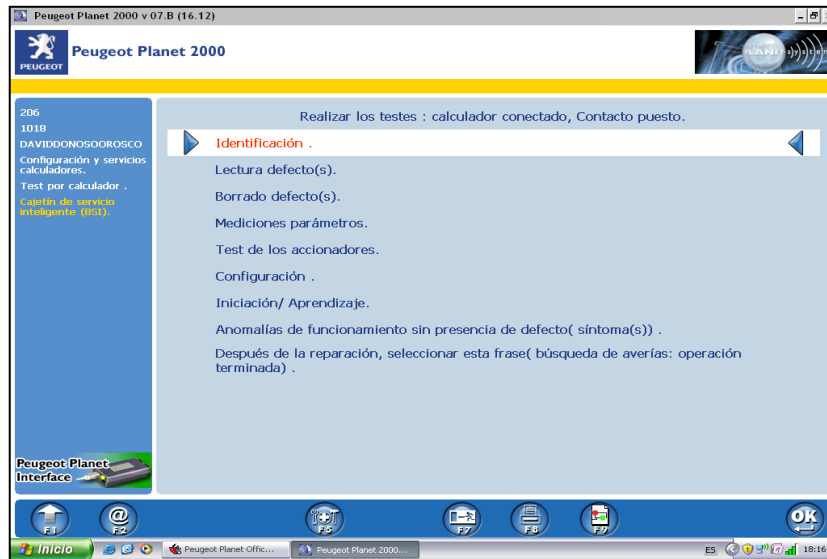 Peugeot Planet 2000 v 07.B (16.12)
PEUGEOT
Peugeot Planet 2000
PLANET system
206
1018
DAVIDDONOSOOROSCO
Configuración y servicios
calculadores.
Test por calculador .
Cajetín de servicio
inteligente (BSI).
Realizar los testes : calculador conectado, Contacto puesto.
Identificación .
Lectura defecto(s).
Borrado defecto(s).
Mediciones parámetros.
Test de los accionadores.
Configuración .
Iniciación/ Aprendizaje.
Anomalías de funcionamiento sin presencia de defecto( síntoma(s)) .
Después de la reparación, seleccionar esta frase( búsqueda de averías: operación
terminada) .
Peugeot Planet
Interface
F1
@
F2
F5
F7
F8
F9
OK
Inicio
Peugeot Planet Offic...
Peugeot Planet 2000...
ES
18:16